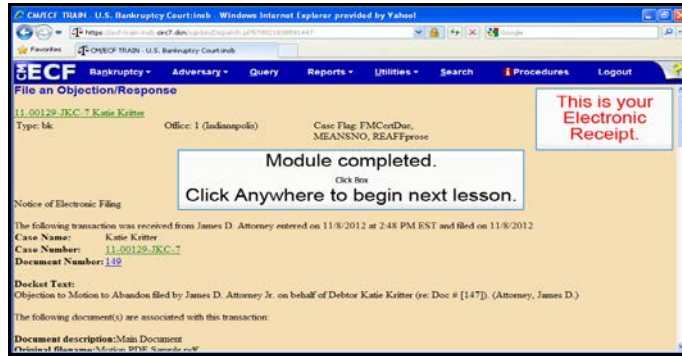 CM/ECF TRAIN - U.S. Bankruptcy Court:insb - Windows Internet Explorer provided by Yahoo!
Google
Favorites CM/ECF TRAIN - U.S. Bankruptcy Court:insb
ECF Bankruptcy Adversary Query Reports Utilities Search Procedures Logout
File an Objection/Response
This is your
Electronic
Receipt.
11-00129-JKC-7 Katie Kritter
Type: bk Office: 1 (Indianapolis) Case Flag: FMCertDue,
MEANSNO, REAFFprose
Module completed.
Click Box
Click Anywhere to begin next lesson.
Notice of Electronic Filing
The following transaction was received from James D. Attorney entered on 11/8/2012 at 2:48 PM EST and filed on 11/8/2012
Case Name: Katie Kritter
Case Number: 11-00129-JKC-7
Document Number: 149
Docket Text:
Objection to Motion to Abandon filed by James D. Attorney Jr. on behalf of Debtor Katie Kritter (re: Doc # [147]). (Attorney, James D.)
The following document(s) are associated with this transaction:
Document description:Main Document
Original filename:Motion PDF Sample.pdf